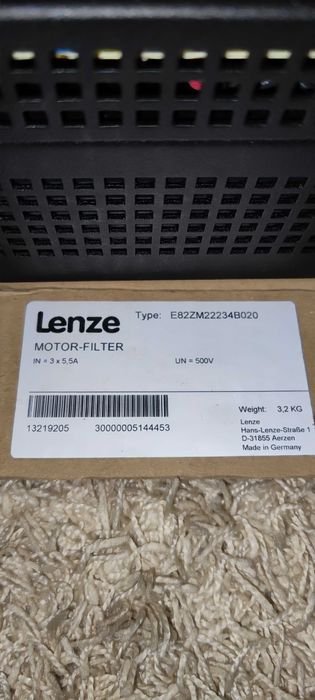 Lenze Type: E82ZM22234B020
MOTOR-FILTER
IN = 3 x 5,5A UN = 500V
Weight: 3,2 KG
13219205 30000005144453
Lenze
Hans-Lenze-Straße 1
D-31855 Aerzen
Made in Germany